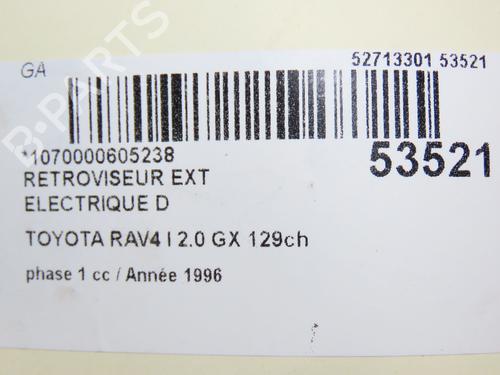 GA
52713301 53521
*1070000605238
53521
RETROVISEUR EXT
ELECTRIQUE D
TOYOTA RAV4 I 2.0 GX 129ch
phase 1 cc / Année 1996
B-PARTS